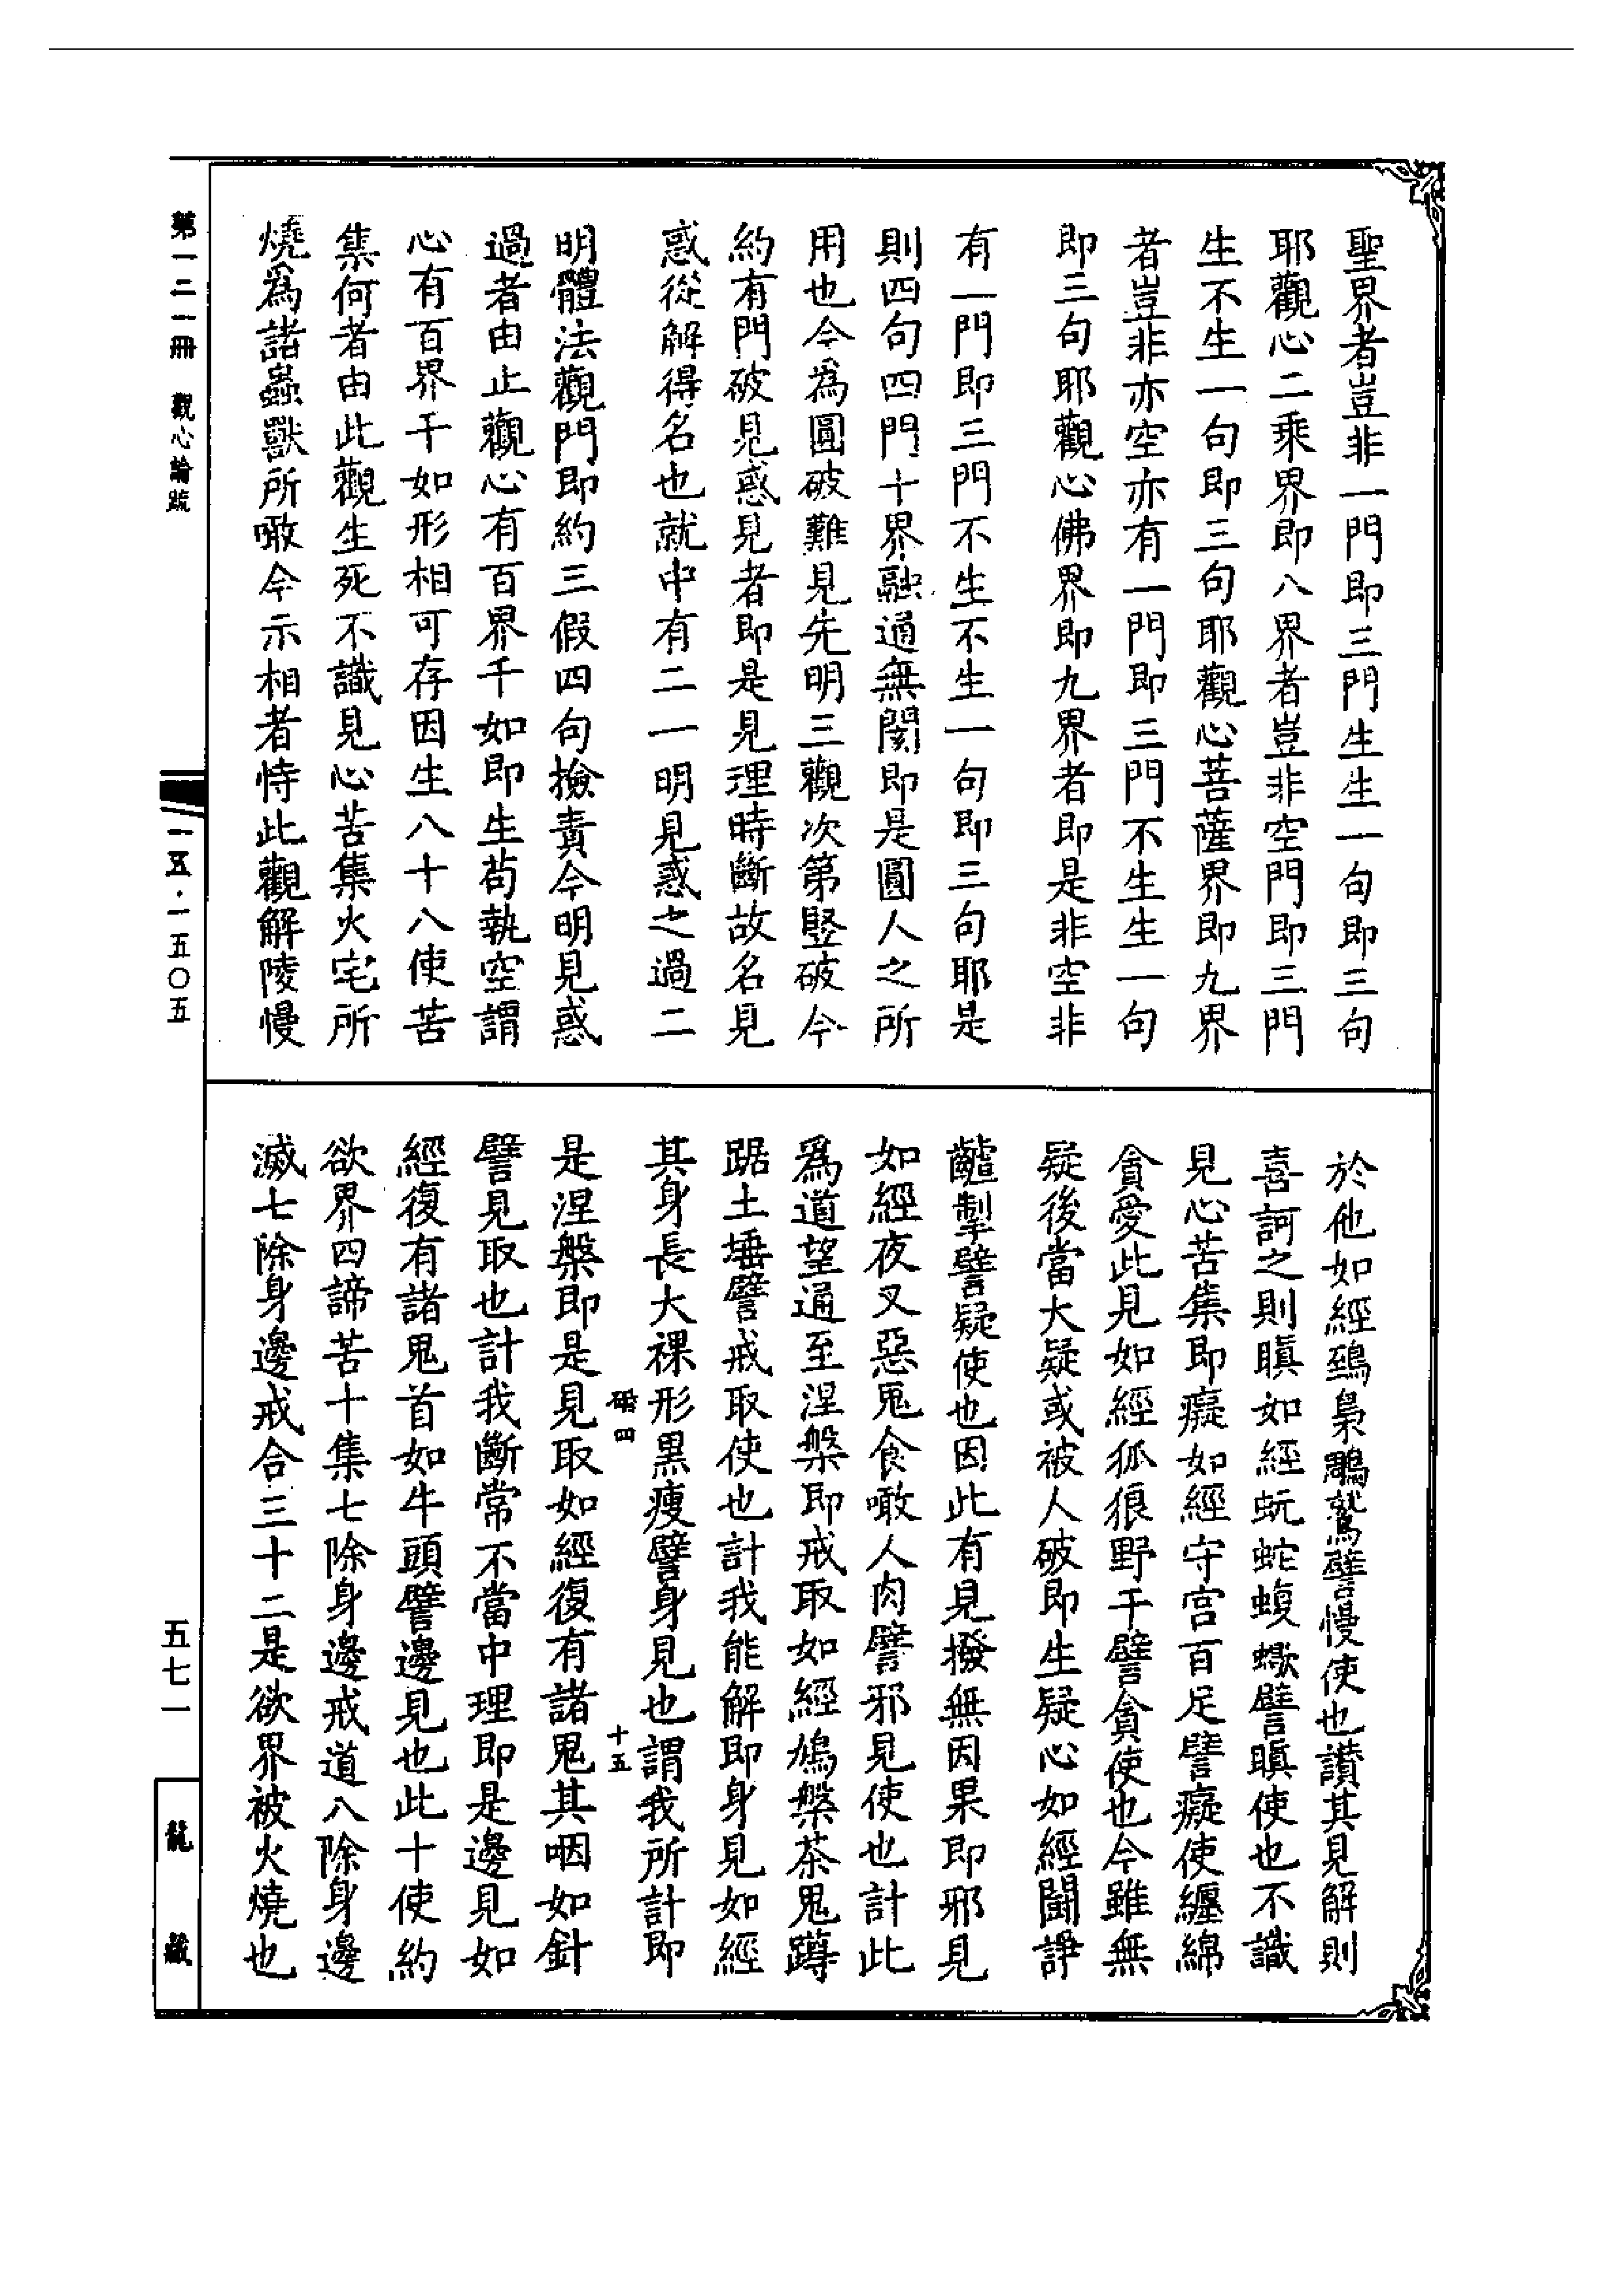 聖界者豈非一門即三門生生一句即三句
耶觀心二乘界即八界者豈非空門即三門
生不生一句即三句耶觀心菩薩界即九界
者豈非亦空亦有一門即三門不生生一句
即三句耶觀心佛界即九界者即是非空非
有一門即三門不生不生一句即三句耶是
則四句四門十界融通無閡即是圓人之所
用也今為圓破難見先明三觀次第竪破今
約有門破見惑見者即是見理時斷故名見
惑從解得名也就中有二一明見惑之過二
明體法觀門即約三假四句撿責今明見惑
過者由止觀心有百界千如即生茍執空謂
心有百界千如形相可存因生八十八使苦
集何者由此觀生死不識見心苦集火宅所
燒為諸蟲獸所噉今示相者恃此觀解陵慢
於他如經鵄梟鵰鷲譬慢使也讚其見解則
喜訶之則瞋如經蚖蛇蝮蠍譬瞋使也不識
見心苦集即癡如經守宫百足譬癡使纏綿
貪愛此見如經狐狼野干譬貪使也今雖無
疑後當大疑或被人破即生疑心如經鬪諍
齇掣譬疑使也因此有見撥無因果即邪見
如經夜叉惡鬼食噉人肉譬邪見使也計此
爲道望通至涅槃即戒取如經鳩槃茶鬼蹲
踞土埵譬戒取使也計我能解即身見如經
其身長大裸形黑瘦譬身見也謂我所計即
是涅槃即是見取如經復有諸鬼其咽如針
譬見取也計我斷常不當中理即是邊見如
經復有諸鬼首如牛頭譬邊見也此十使約
欲界四諦苦十集七除身邊戒道八除身邊
滅七除身邊戒合三十二是欲界被火燒也
四
十五
第一二一冊 觀心論疏
一五·一五〇五
五七一
龍藏